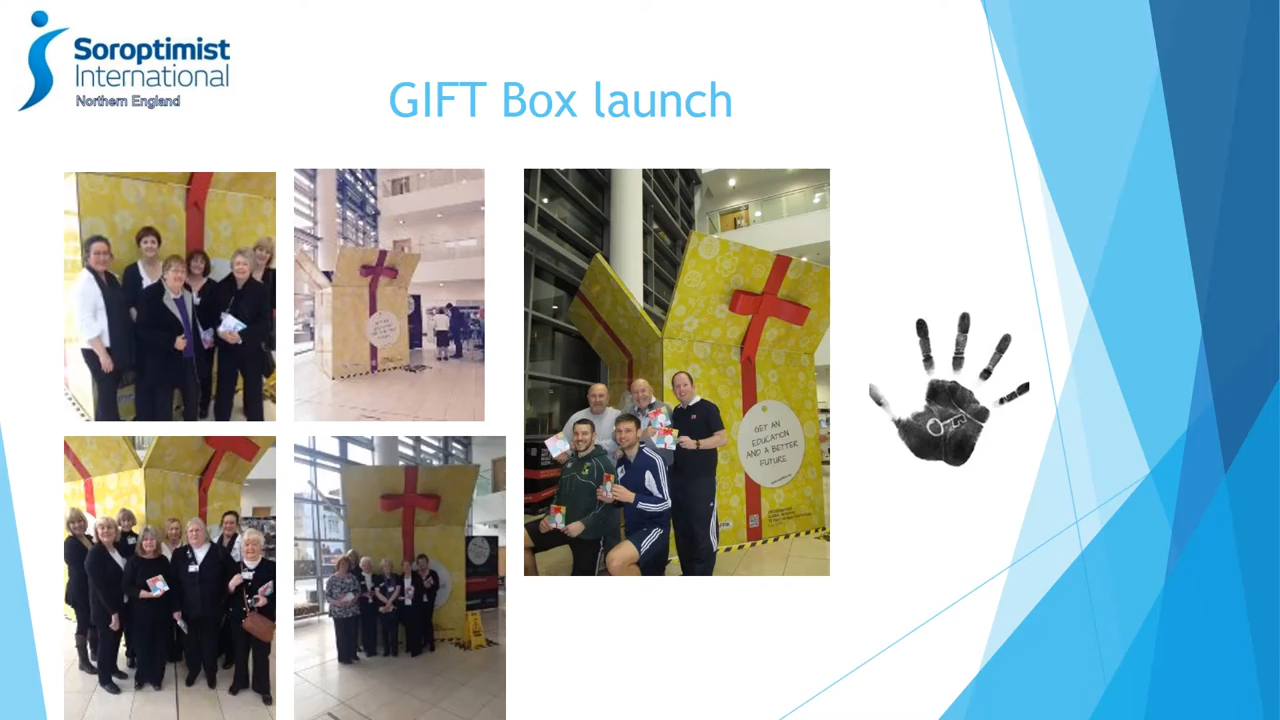 Soroptimist
International
Northern England
GIFT Box launch
GET AN
EDUCATION
AND A BETTER
FUTURE